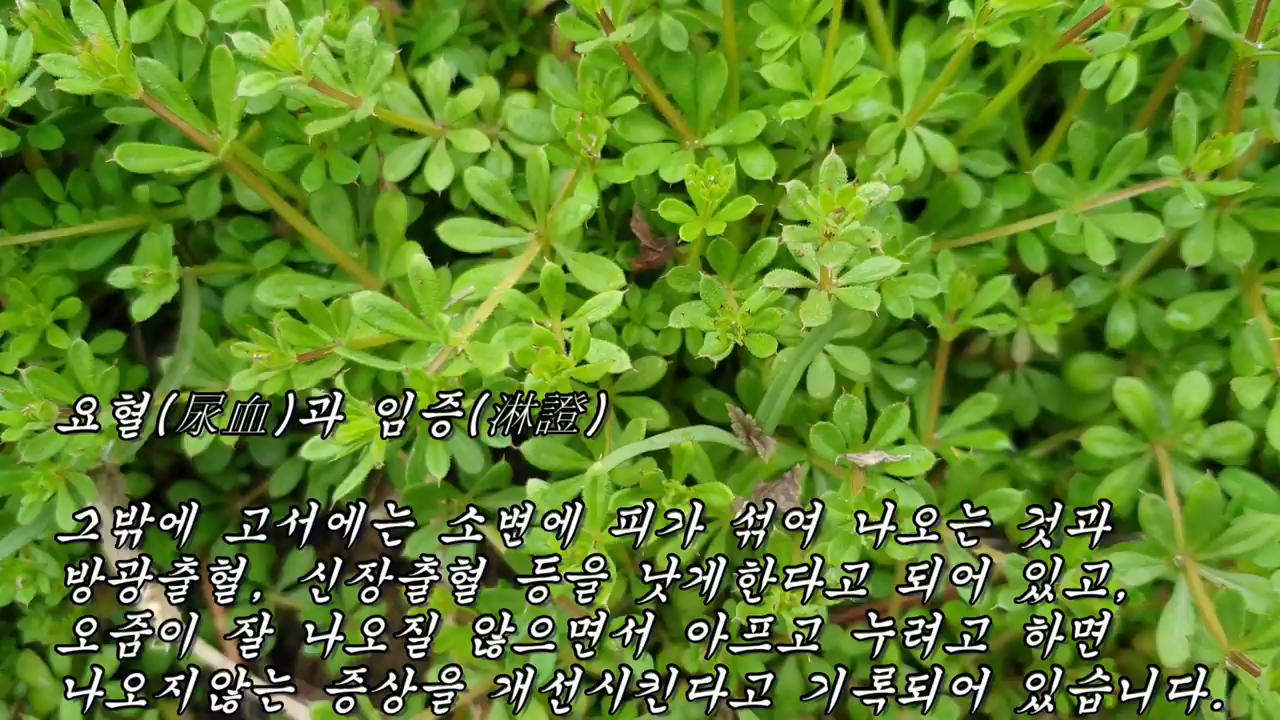 요혈(尿血)과 임증(淋證)
그밖에 고서에는 소변에 피가 섞여 나오는 것과
방광출혈, 신장출혈 등을 낫게한다고 되어 있고,
오줌이 잘 나오질 않으면서 아프고 누려고 하면
나오지않는 증상을 개선시킨다고 기록되어 있습니다.